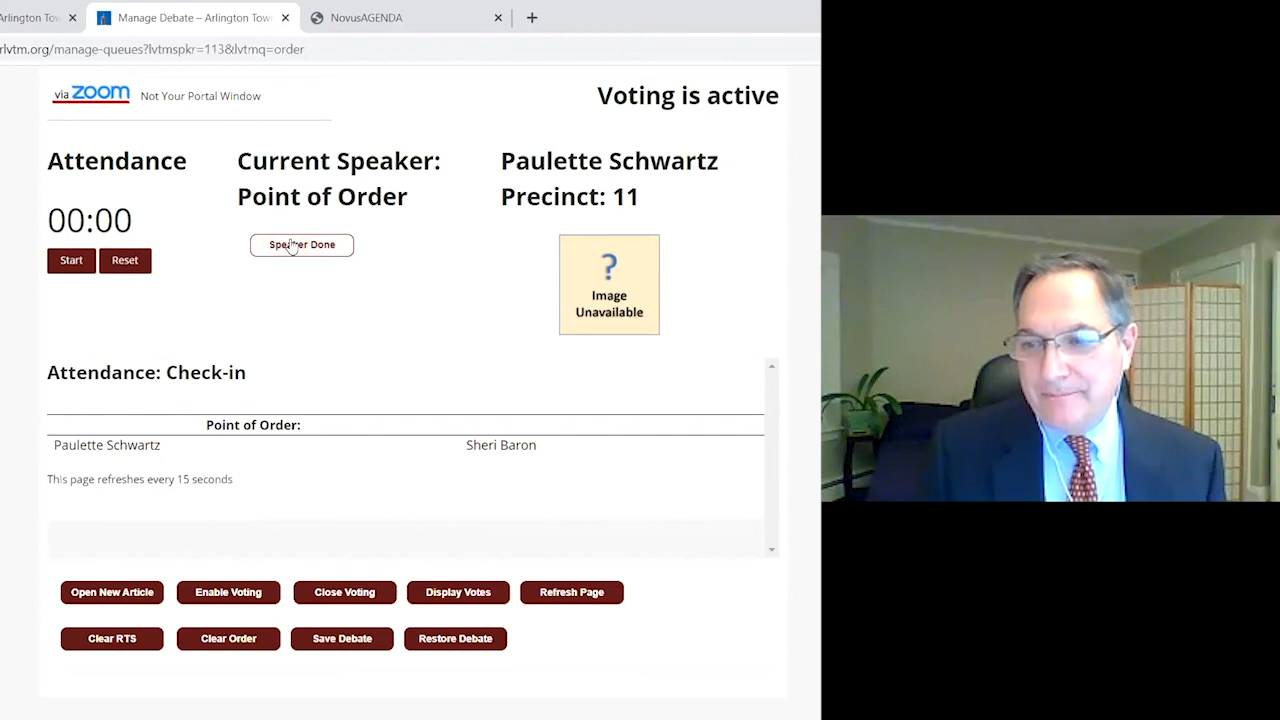 Arlington Tow
Manage Debate – Arlington Tow
NovusAGENDA
rlvtm.org/manage-queues?lvtmspkr=113&lvtmq=order
via zoom Not Your Portal Window
Voting is active
Attendance
Current Speaker:
Point of Order
Paulette Schwartz
Precinct: 11
00:00
Start Reset
Speaker Done
?
Image
Unavailable
Attendance: Check-in
Point of Order:
Paulette Schwartz Sheri Baron
This page refreshes every 15 seconds
Open New Article Enable Voting Close Voting Display Votes Refresh Page
Clear RTS Clear Order Save Debate Restore Debate